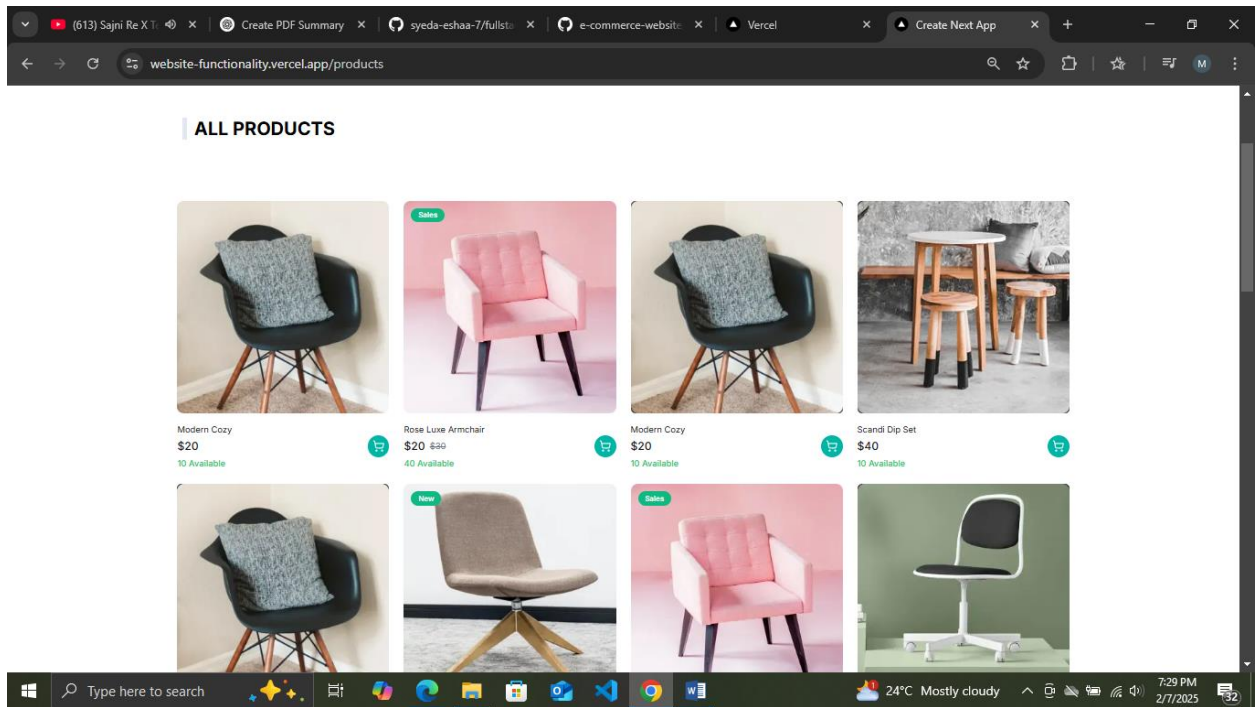 (613) Sajni Re X T
Create PDF Summary
syeda-eshaa-7/fullsta
e-commerce-website
Vercel
Create Next App
website-functionality.vercel.app/products
M
ALL PRODUCTS
Sales
Modern Cozy
$20
10 Available
Rose Luxe Armchair
$20 $30
40 Available
Modern Cozy
$20
10 Available
Scandi Dip Set
$40
10 Available
New
Sales
Type here to search
1
24°C Mostly cloudy
7:29 PM
2/7/2025
32